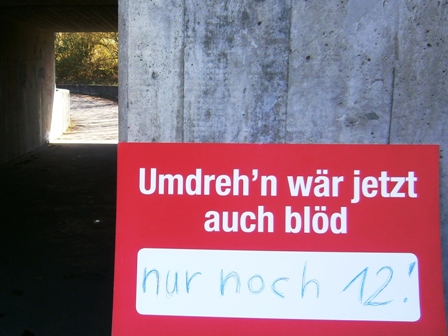 Umdreh'n wär jetzt
auch blöd
nur noch 12!